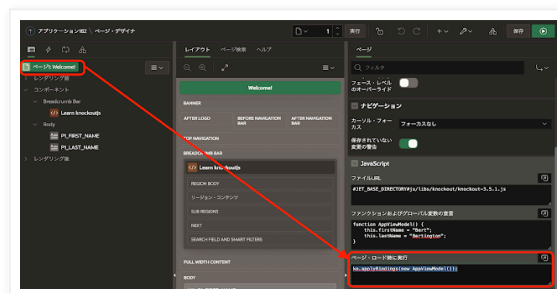 アプリケーション102 \ ページ・デザイナ
1
実行
保存
ページ1: Welcome!
レンダリング前
コンポーネント
Breadcrumb Bar
Learn knockoutjs
Body
P1_FIRST_NAME
P1_LAST_NAME
レンダリング後
レイアウト ページ検索 ヘルプ
Welcome!
BANNER
AFTER LOGO
BEFORE NAVIGATION BAR
AFTER NAVIGATION BAR
TOP NAVIGATION
BREADCRUMB BAR
Learn knockoutjs
REGION BODY
リージョン・コンテンツ
SUB REGIONS
NEXT
SEARCH FIELD AND SMART FILTERS
FULL WIDTH CONTENT
BODY
ページ
フィルタ
フェース・レベル
のオーバーライド
ナビゲーション
カーソル・フォー
カス
フォーカスなし
保存されていない
変更の警告
JavaScript
ファイルURL
#JET_BASE_DIRECTORY#js/libs/knockout/knockout-3.5.1.js
ファンクションおよびグローバル変数の宣言
function AppViewModel() {
this.firstName = "Bert";
this.lastName = "Bertington";
}
ページ・ロード時に実行
ko.applyBindings(new AppViewModel());